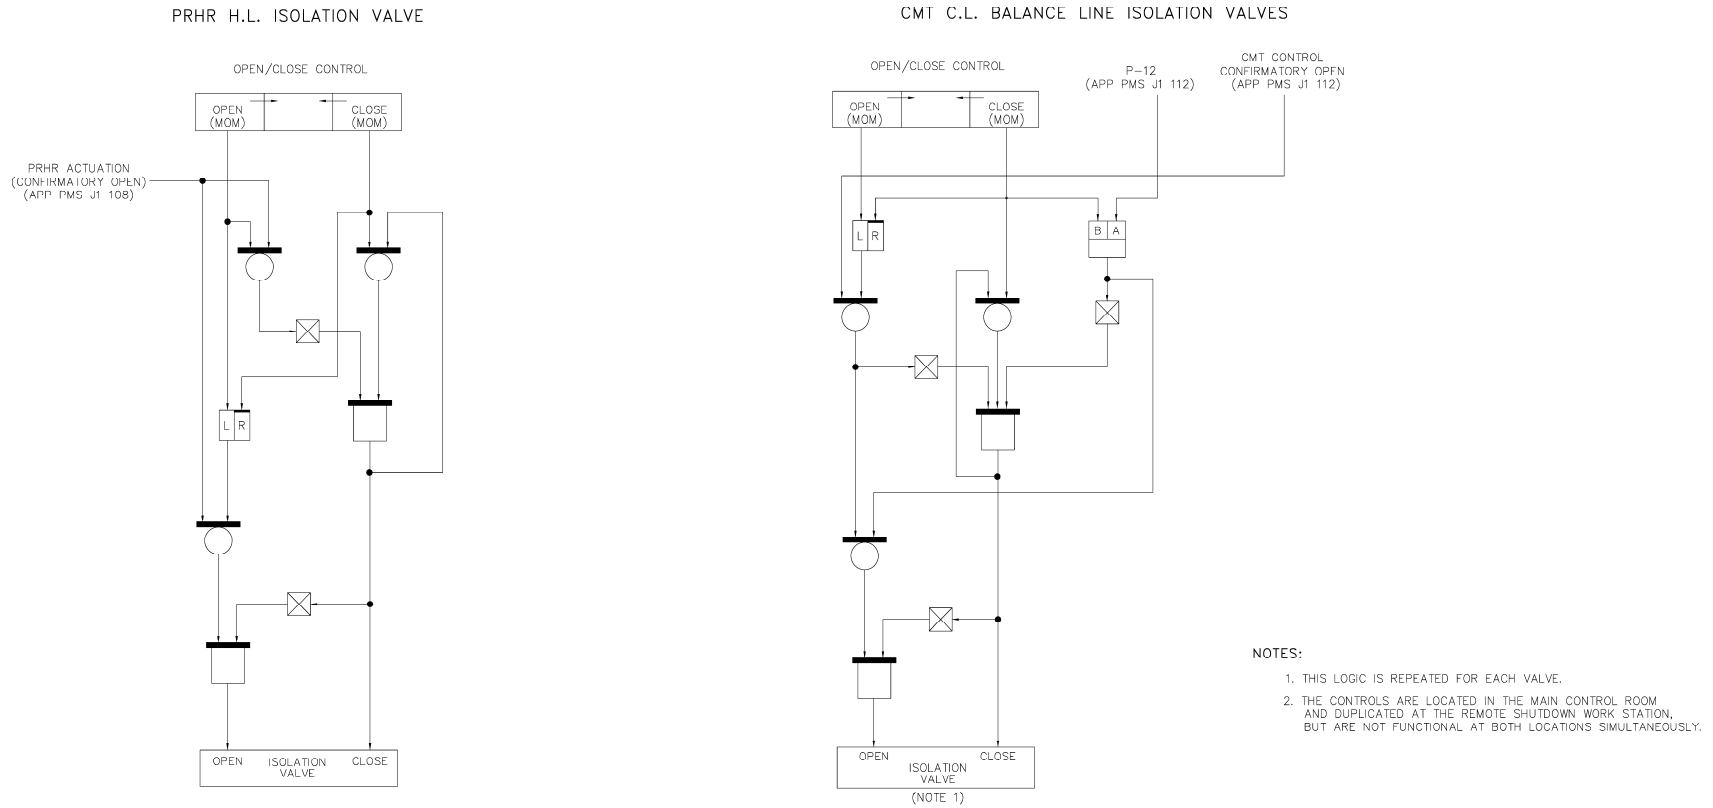 PRHR H.L. ISOLATION VALVE
OPEN/CLOSE CONTROL
OPEN
(MOM)
CLOSE
(MOM)
PRHR ACTUATION
(CONFIRMATORY OPEN)
(APP PMS J1 108)
L R
OPEN
ISOLATION
VALVE
CLOSE
CMT C.L. BALANCE LINE ISOLATION VALVES
OPEN/CLOSE CONTROL
OPEN
(MOM)
CLOSE
(MOM)
P-12
(APP PMS J1 112)
CMT CONTROL
CONFIRMATORY OPEN
(APP PMS J1 112)
L R
B A
OPEN
ISOLATION
VALVE
CLOSE
(NOTE 1)
NOTES:
1. THIS LOGIC IS REPEATED FOR EACH VALVE.
2. THE CONTROLS ARE LOCATED IN THE MAIN CONTROL ROOM
AND DUPLICATED AT THE REMOTE SHUTDOWN WORK STATION,
BUT ARE NOT FUNCTIONAL AT BOTH LOCATIONS SIMULTANEOUSLY.